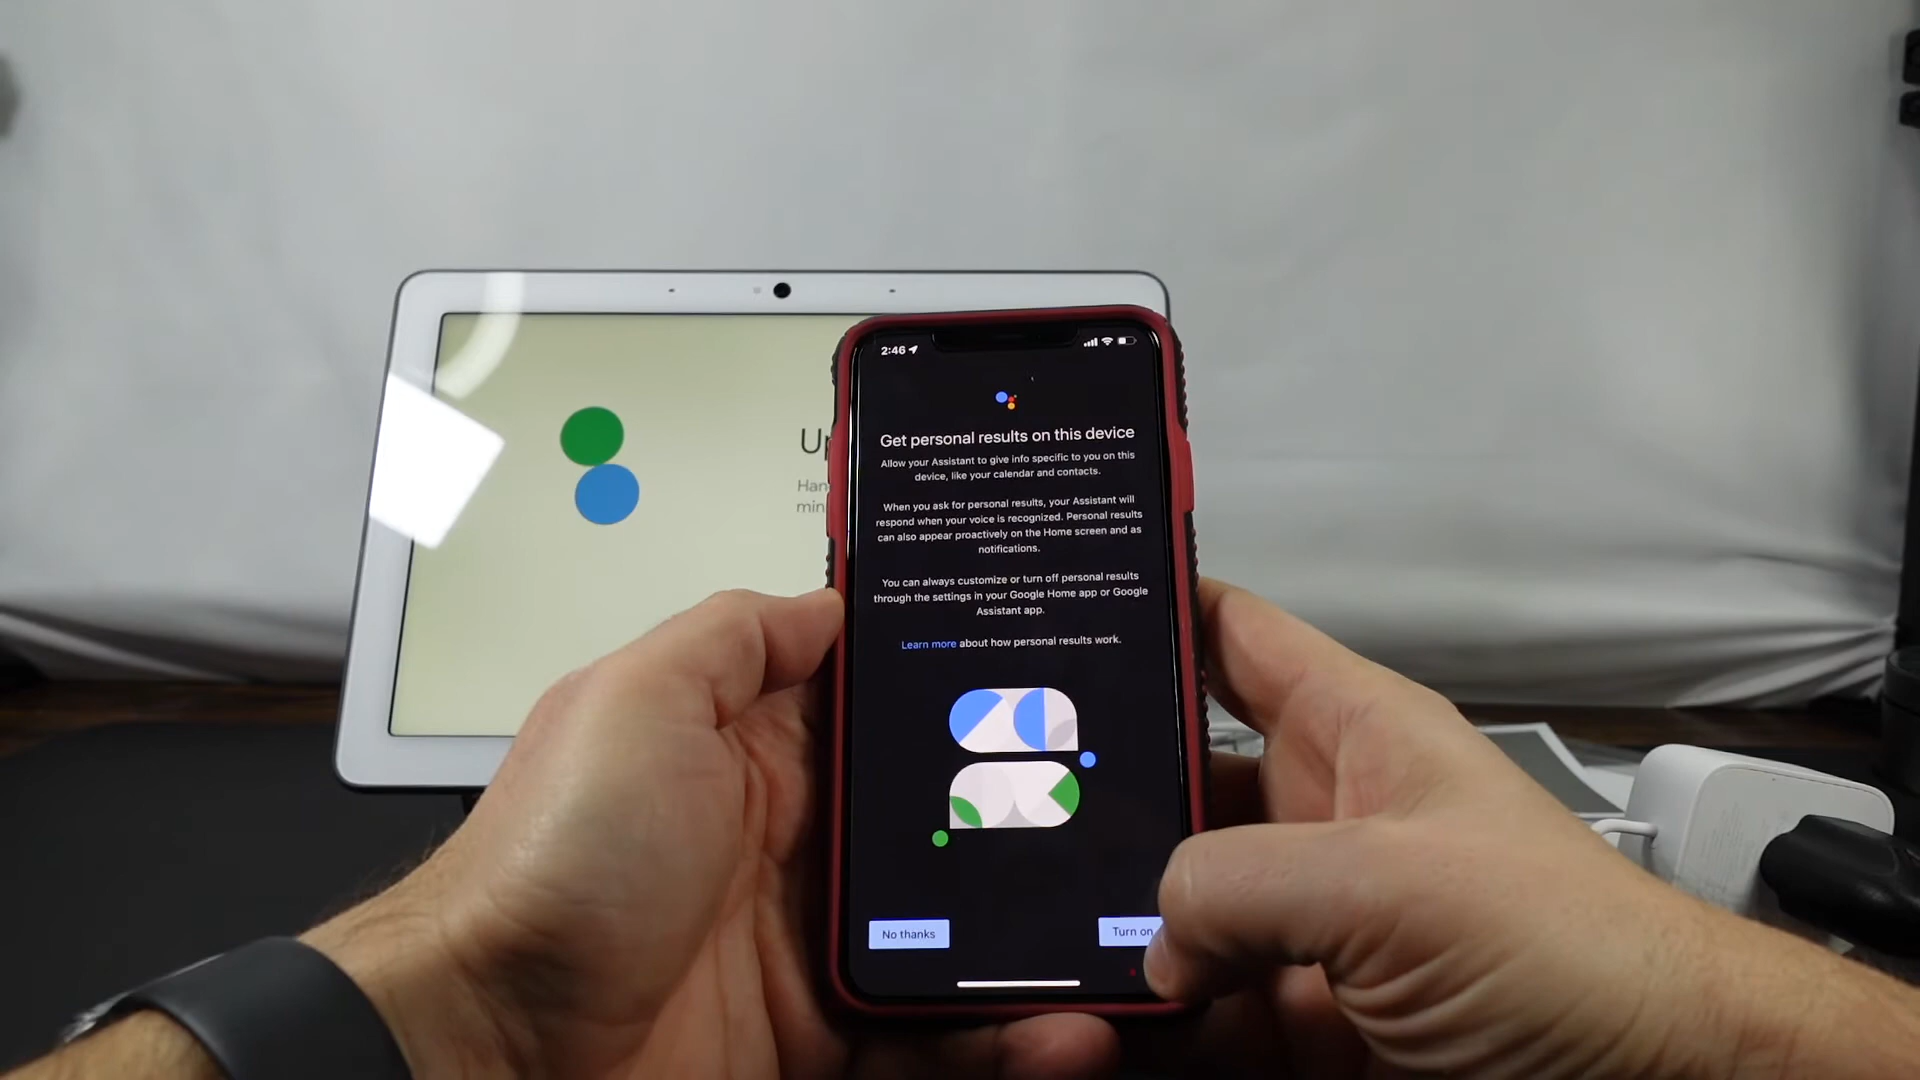 2:46
Get personal results on this device
Allow your Assistant to give info specific to you on this
device, like your calendar and contacts.
When you ask for personal results, your Assistant will
respond when your voice is recognized. Personal results
can also appear proactively on the Home screen and as
notifications.
You can always customize or turn off personal results
through the settings in your Google Home app or Google
Assistant app.
Learn more about how personal results work.
No thanks
Turn on